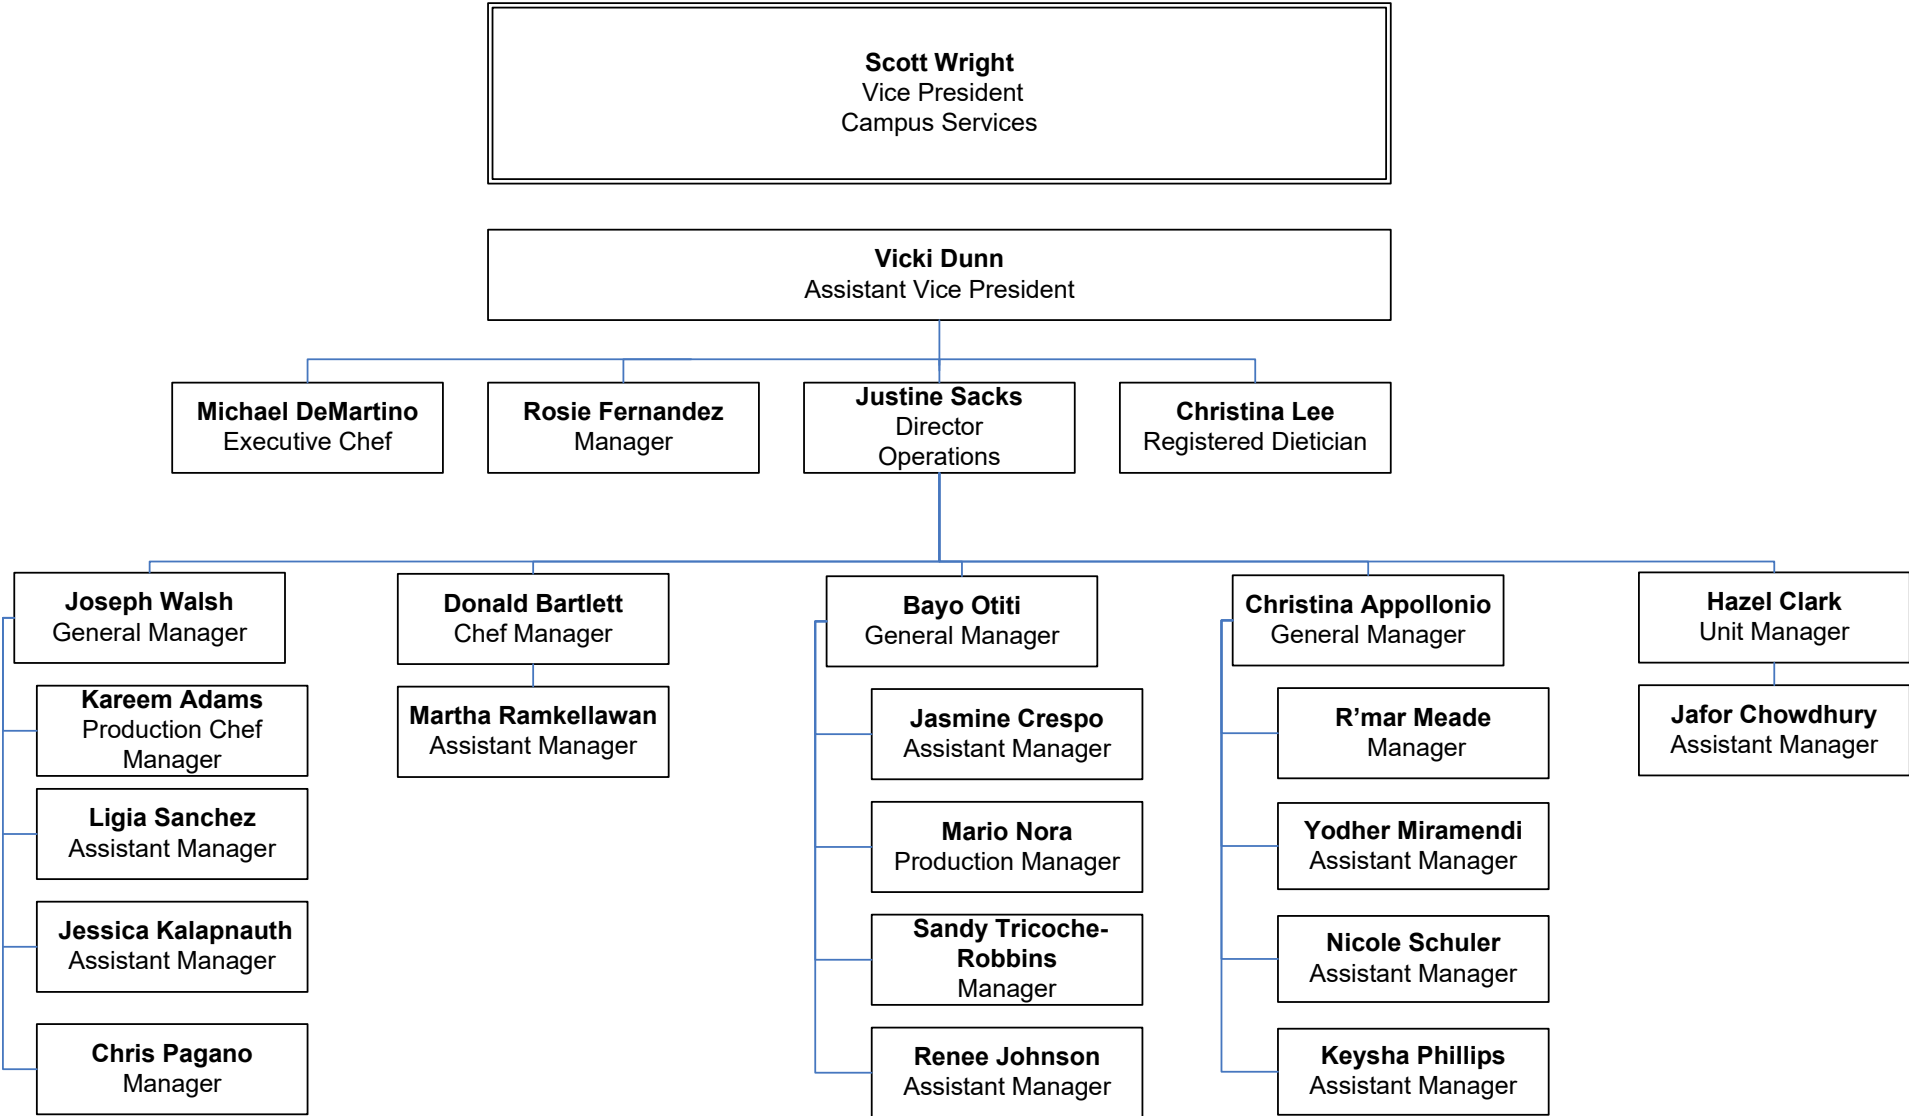 Scott Wright
Vice President
Campus Services
Vicki Dunn
Assistant Vice President
Michael DeMartino
Executive Chef
Rosie Fernandez
Manager
Justine Sacks
Director
Operations
Christina Lee
Registered Dietician
Joseph Walsh
General Manager
Kareem Adams
Production Chef
Manager
Ligia Sanchez
Assistant Manager
Jessica Kalapnauth
Assistant Manager
Chris Pagano
Manager
Donald Bartlett
Chef Manager
Martha Ramkellawan
Assistant Manager
Bayo Otiti
General Manager
Jasmine Crespo
Assistant Manager
Mario Nora
Production Manager
Sandy Tricoche-
Robbins
Manager
Renee Johnson
Assistant Manager
Christina Appollonio
General Manager
R’mar Meade
Manager
Yodher Miramendi
Assistant Manager
Nicole Schuler
Assistant Manager
Keysha Phillips
Assistant Manager
Hazel Clark
Unit Manager
Jafor Chowdhury
Assistant Manager